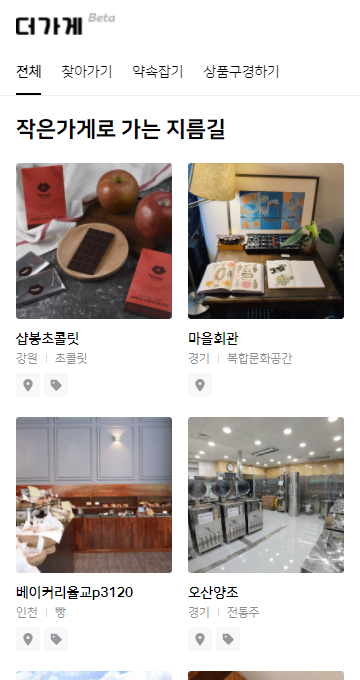 더가게 Beta
전체 찾아가기 약속잡기 상품구경하기
작은가게로 가는 지름길
샵봉초콜릿
강원 | 초콜릿
마을회관
경기 | 복합문화공간
베이커리율교p3120
인천 | 빵
오산양조
경기 | 전통주